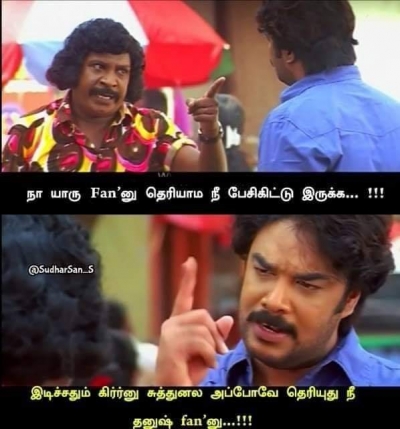 நா யாரு Fan'னு தெரியாம நீ பேசிகிட்டு இருக்க... !!!
@SudharSan_S
இடிச்சதும் கிர்ர்னு சுத்துனல அப்போவே தெரியுது நீ
தனுஷ் fan'னு...!!!